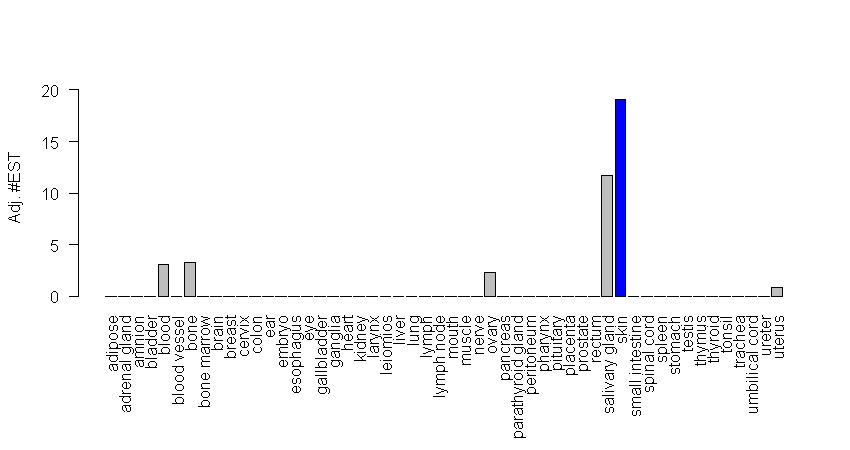 Adj. #EST
20
15
10
5
0
adipose
adrenal gland
amnion
bladder
blood
blood vessel
bone
bone marrow
brain
breast
cervix
colon
ear
embryo
esophagus
eye
gallbladder
ganglia
heart
kidney
larynx
leiomios
liver
lung
lymph
lymph node
mouth
muscle
nerve
ovary
pancreas
parathyroid gland
peritoneum
pharynx
pituitary
placenta
prostate
rectum
salivary gland
skin
small intestine
spinal cord
spleen
stomach
testis
thymus
thyroid
tonsil
trachea
umbilical cord
ureter
uterus